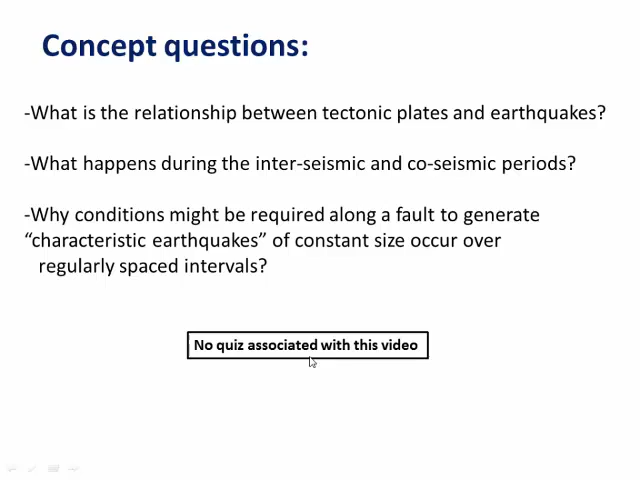 Concept questions:
-What is the relationship between tectonic plates and earthquakes?
-What happens during the inter-seismic and co-seismic periods?
-Why conditions might be required along a fault to generate
“characteristic earthquakes” of constant size occur over
regularly spaced intervals?
No quiz associated with this video